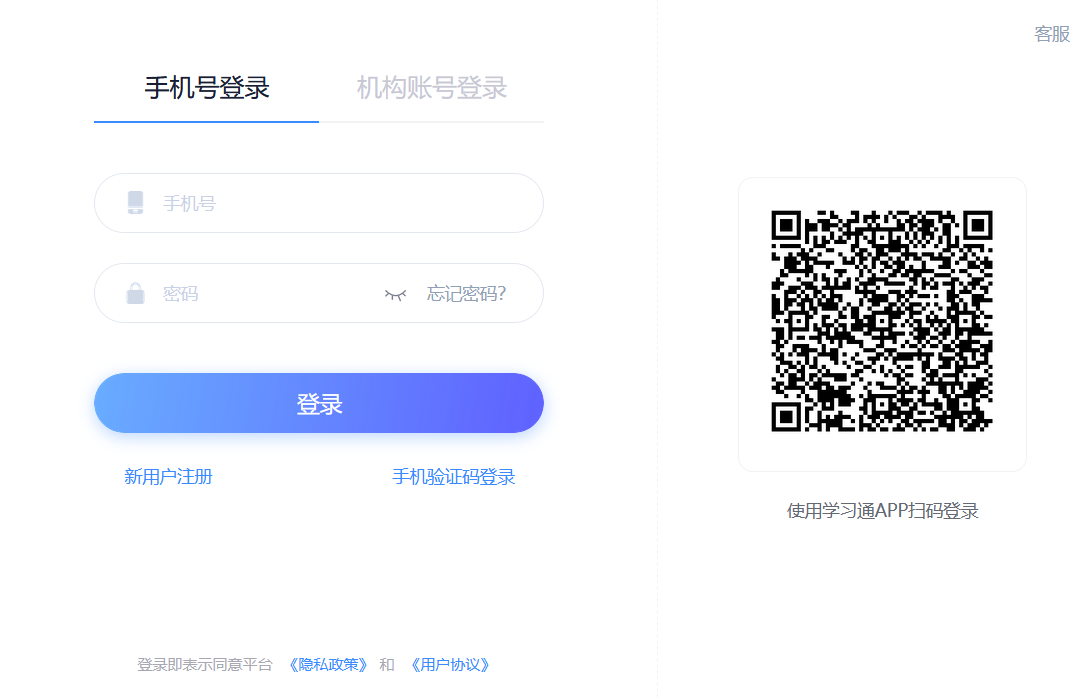 客服
手机号登录
机构账号登录
手机号
密码
忘记密码?
登录
新用户注册
手机验证码登录
使用学习通APP扫码登录
登录即表示同意平台 《隐私政策》 和 《用户协议》